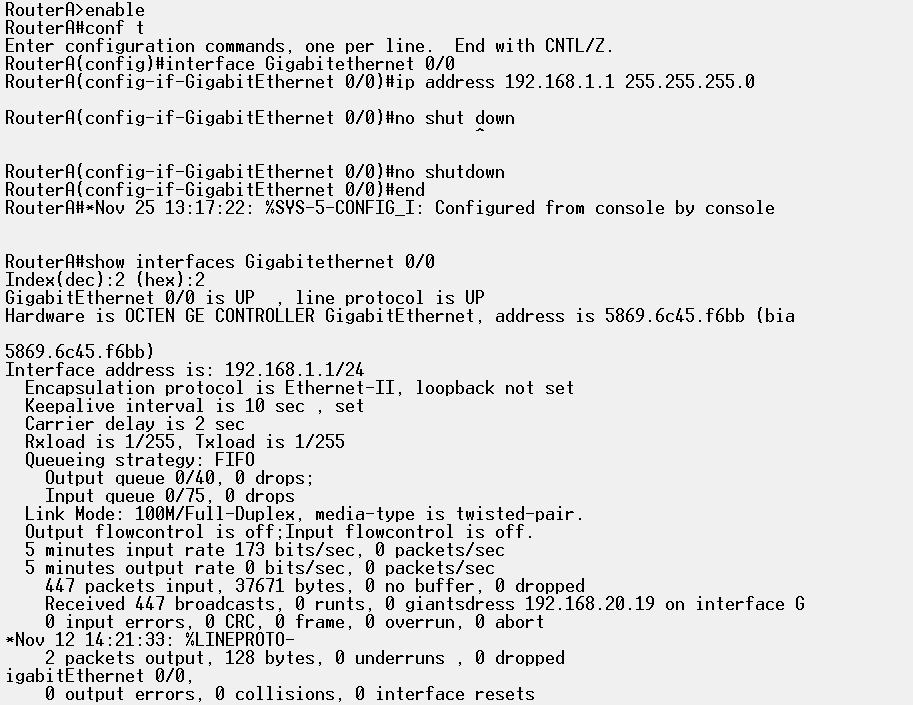 RouterA>enable
RouterA#conf t
Enter configuration commands, one per line.  End with CNTL/Z.
RouterA(config)#interface Gigabitethernet 0/0
RouterA(config-if-GigabitEthernet 0/0)#ip address 192.168.1.1 255.255.255.0
RouterA(config-if-GigabitEthernet 0/0)#no shut down
^
RouterA(config-if-GigabitEthernet 0/0)#no shutdown
RouterA(config-if-GigabitEthernet 0/0)#end
RouterA#*Nov 25 13:17:22: %SYS-5-CONFIG_I: Configured from console by console
RouterA#show interfaces Gigabitethernet 0/0
Index(dec):2 (hex):2
GigabitEthernet 0/0 is UP  , line protocol is UP
Hardware is OCTEN GE CONTROLLER GigabitEthernet, address is 5869.6c45.f6bb (bia
5869.6c45.f6bb)
Interface address is: 192.168.1.1/24
  Encapsulation protocol is Ethernet-II, loopback not set
  Keepalive interval is 10 sec , set
  Carrier delay is 2 sec
  Rxload is 1/255, Txload is 1/255
  Queueing strategy: FIFO
    Output queue 0/40, 0 drops;
    Input queue 0/75, 0 drops
  Link Mode: 100M/Full-Duplex, media-type is twisted-pair.
  Output flowcontrol is off;Input flowcontrol is off.
  5 minutes input rate 173 bits/sec, 0 packets/sec
  5 minutes output rate 0 bits/sec, 0 packets/sec
    447 packets input, 37671 bytes, 0 no buffer, 0 dropped
    Received 447 broadcasts, 0 runts, 0 giantsdress 192.168.20.19 on interface G
    0 input errors, 0 CRC, 0 frame, 0 overrun, 0 abort
*Nov 12 14:21:33: %LINEPROTO-
    2 packets output, 128 bytes, 0 underruns , 0 dropped
igabitEthernet 0/0,
    0 output errors, 0 collisions, 0 interface resets